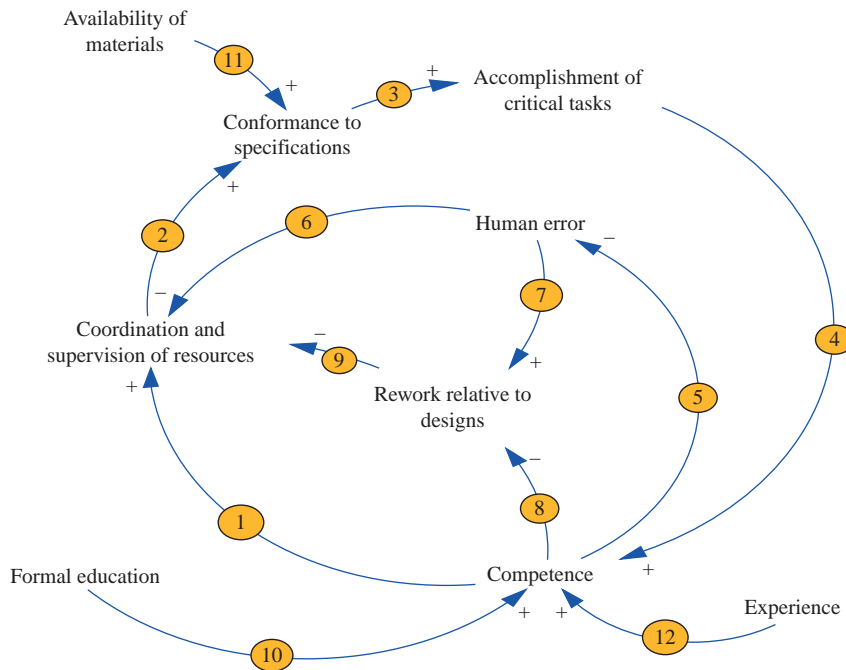 Availability of
materials
11
+
+
3
Accomplishment of
critical tasks
Conformance to
specifications
+
2
6
Human error
−
7
−
Coordination and
supervision of resources
+
−
9
+
4
Rework relative to
designs
5
−
8
1
+
Formal education
Competence
+
+
Experience
10
12